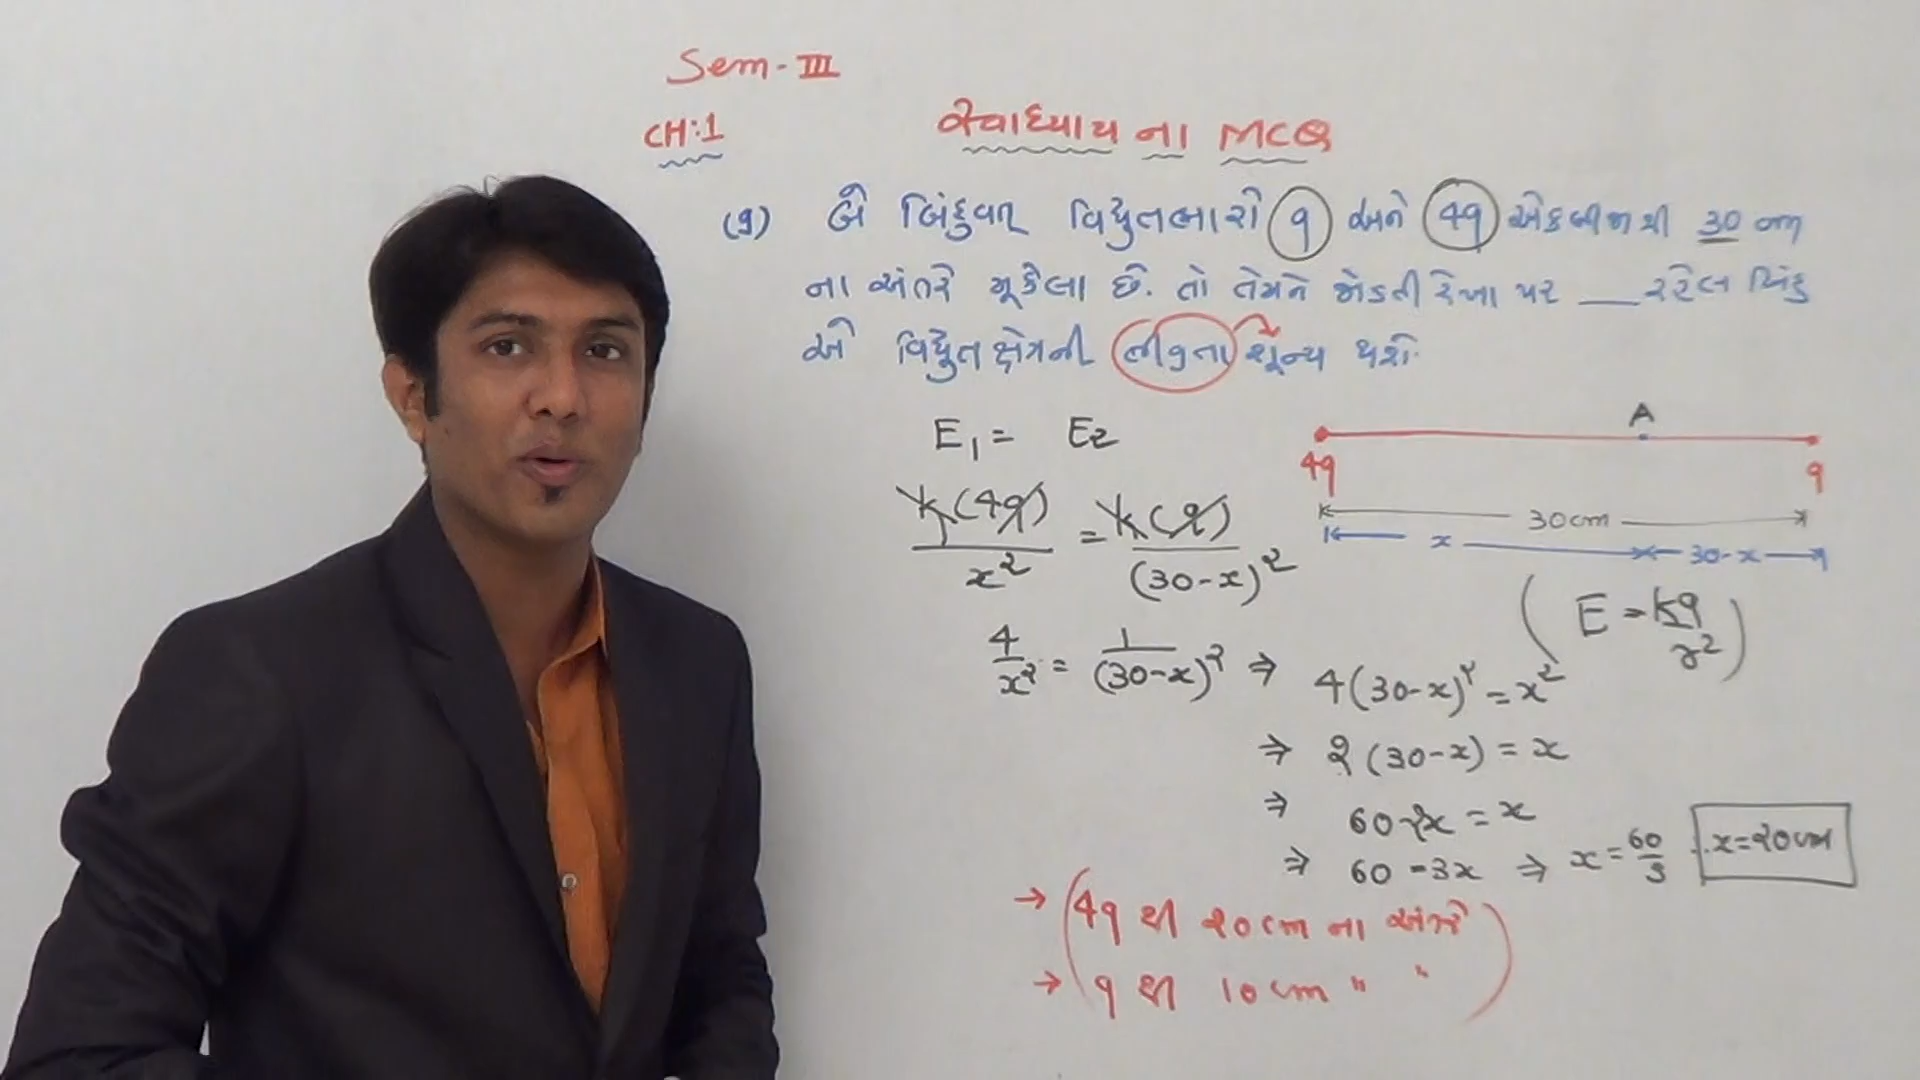 Sem - III
CH:1
સ્વાધ્યાય ના MCQ
(9) બે બિંદુવત્ વિદ્યુતભારો q અને 4q એકબીજાથી 30 cm
ના અંતરે મૂકેલા છે. તો તેમને જોડતી રેખા પર ___ રહેલ બિંદુ
એ વિદ્યુતક્ષેત્રની તીવ્રતા શૂન્ય થશે.
E₁ = E₂
A
4q q
30cm
x 30-x
k(4q)/x² = k(q)/(30-x)²
(E = kq/r²)
4/x² = 1/(30-x)² ⇒ 4(30-x)² = x²
⇒ 2(30-x) = x
⇒ 60-2x = x
⇒ 60 = 3x ⇒ x = 60/3 ∴ x = 20cm
→ (4q થી 20cm ના અંતરે
→ q થી 10cm " ")